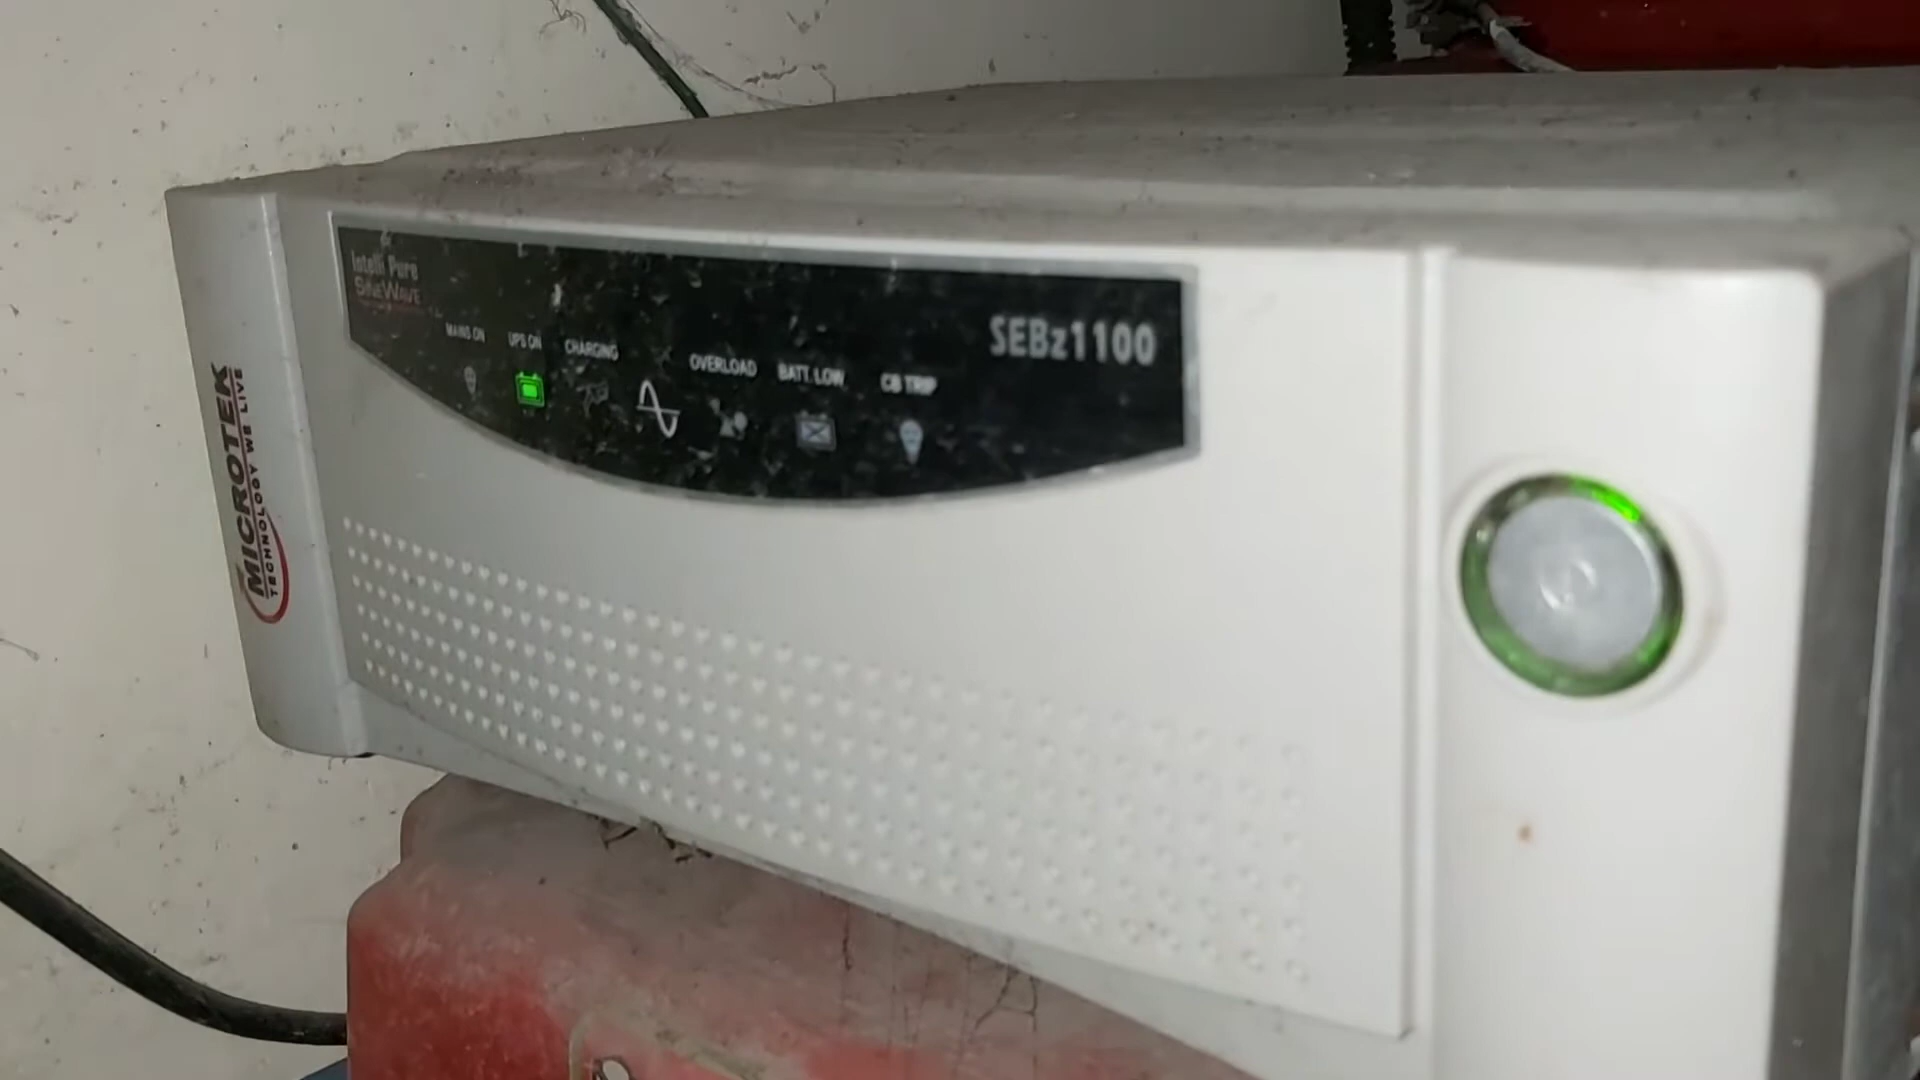 Intelli Pure
SINEWAVE
MAINS ON
UPS ON
CHARGING
OVERLOAD
BATT. LOW
CB TRIP
SEBz1100
MICROTEK
TECHNOLOGY WE LIVE